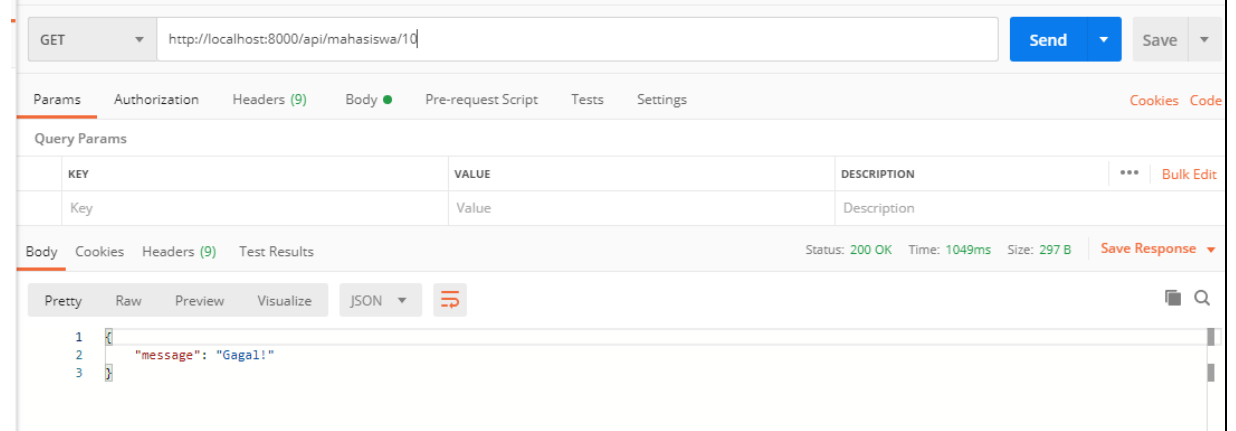 GET http://localhost:8000/api/mahasiswa/10 Send Save
Params Authorization Headers (9) Body Pre-request Script Tests Settings Cookies Code
Query Params
KEY VALUE DESCRIPTION ••• Bulk Edit
Key Value Description
Body Cookies Headers (9) Test Results Status: 200 OK Time: 1049ms Size: 297 B Save Response
Pretty Raw Preview Visualize JSON
1 {
2 "message": "Gagal!"
3 }